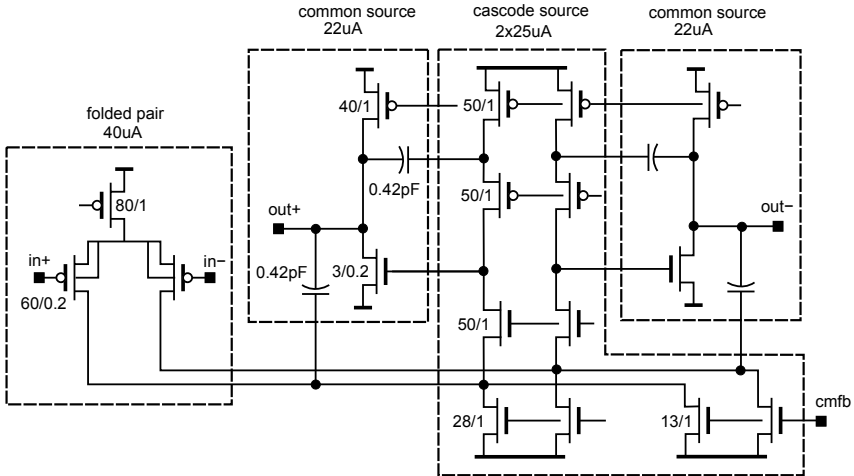 common source
22uA
cascode source
2x25uA
common source
22uA
folded pair
40uA
40/1
50/1
80/1
0.42pF
50/1
out+
out−
in+
in−
0.42pF
3/0.2
60/0.2
50/1
cmfb
28/1
13/1